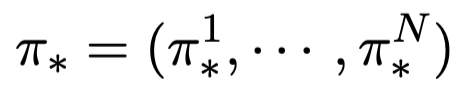 π_* = (π_*^1, ⋯ , π_*^N)